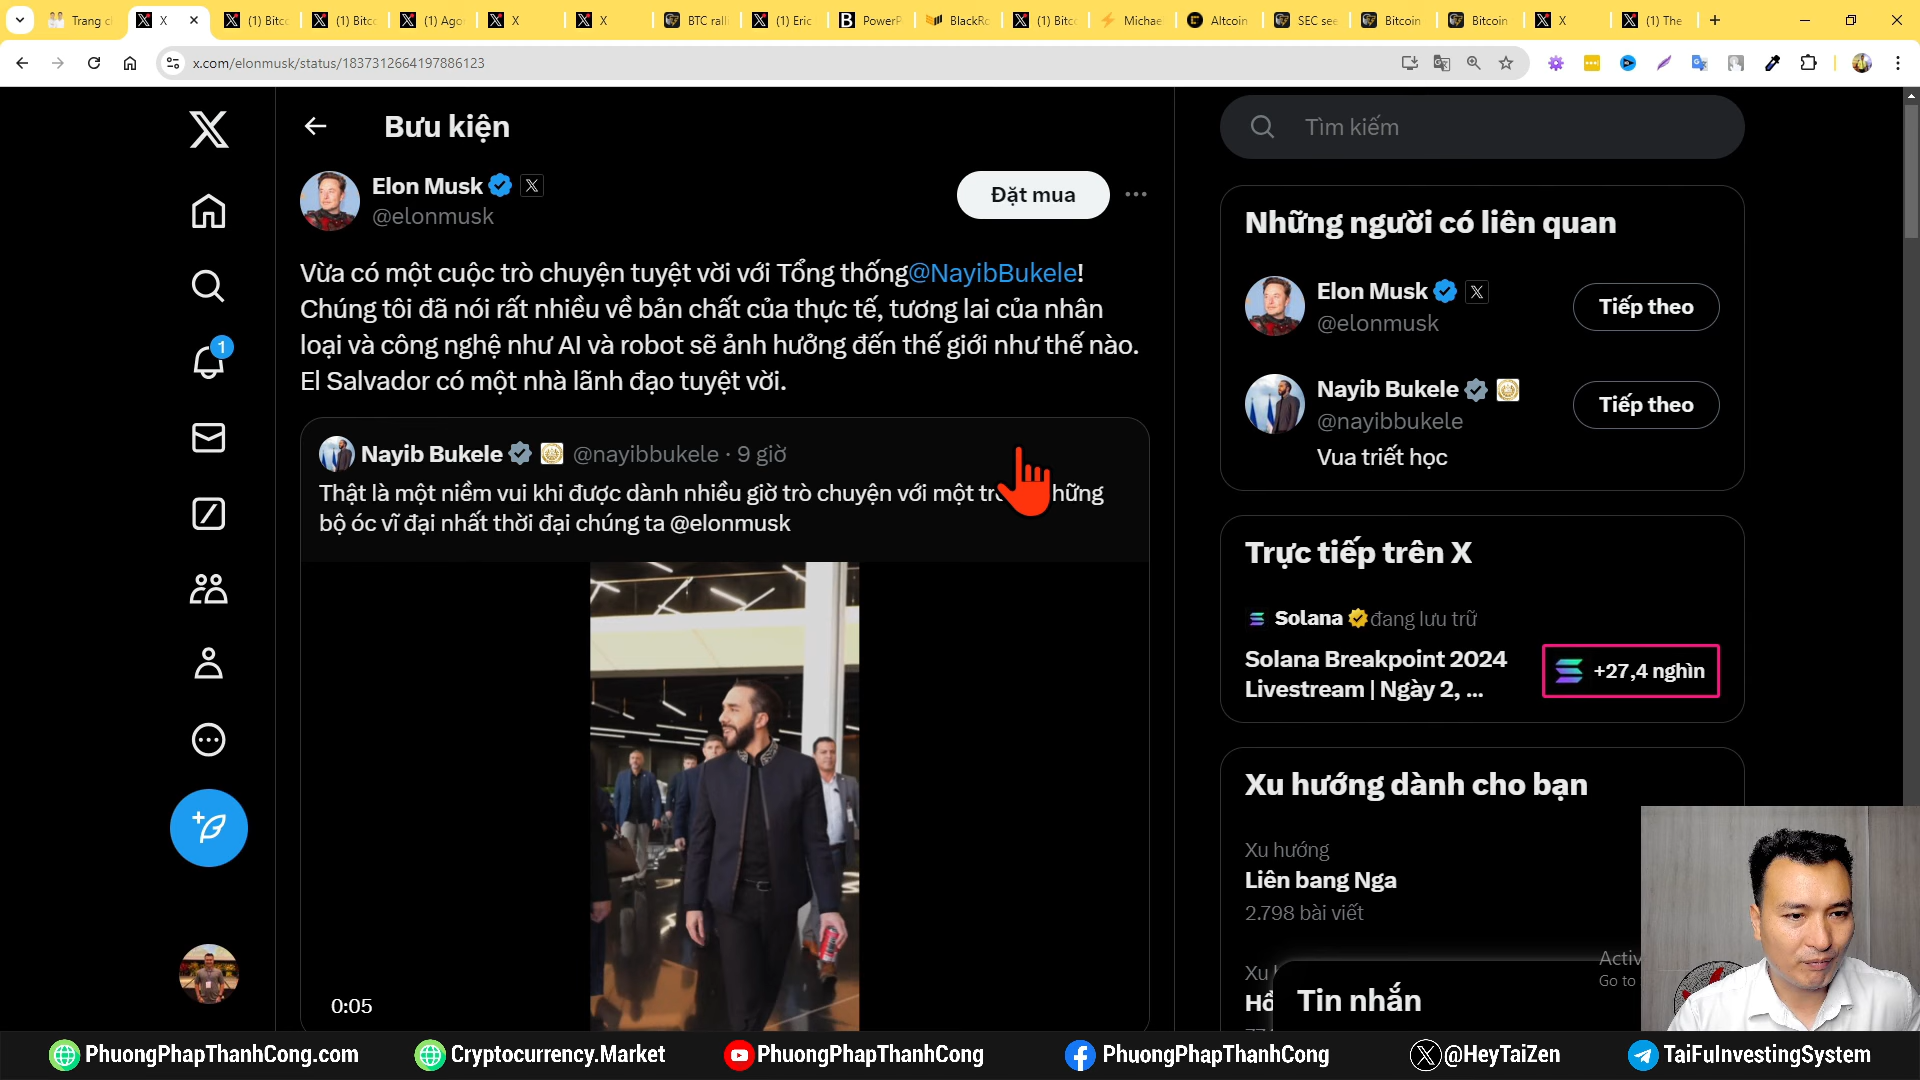 Trang c
X
(1) Bitc
(1) Bitc
(1) Ago
X
X
BTC rall
(1) Eric
PowerP
BlackRo
(1) Bitc
Michae
Altcoin
SEC see
Bitcoin
Bitcoin
X
(1) The
x.com/elonmusk/status/1837312664197886123
Bưu kiện
Elon Musk
@elonmusk
Đặt mua
Vừa có một cuộc trò chuyện tuyệt vời với Tổng thống@NayibBukele!
Chúng tôi đã nói rất nhiều về bản chất của thực tế, tương lai của nhân
loại và công nghệ như AI và robot sẽ ảnh hưởng đến thế giới như thế nào.
El Salvador có một nhà lãnh đạo tuyệt vời.
Nayib Bukele @nayibbukele · 9 giờ
Thật là một niềm vui khi được dành nhiều giờ trò chuyện với một tr hững
bộ óc vĩ đại nhất thời đại chúng ta @elonmusk
0:05
1
Tìm kiếm
Những người có liên quan
Elon Musk
@elonmusk
Tiếp theo
Nayib Bukele
@nayibbukele
Vua triết học
Tiếp theo
Trực tiếp trên X
Solana đang lưu trữ
Solana Breakpoint 2024
Livestream | Ngày 2, ...
+27,4 nghìn
Xu hướng dành cho bạn
Xu hướng
Liên bang Nga
2.798 bài viết
Xu h
Hồ
Tin nhắn
Activ
Go to
PhuongPhapThanhCong.com
Cryptocurrency.Market
PhuongPhapThanhCong
PhuongPhapThanhCong
@HeyTaiZen
TaiFuInvestingSystem